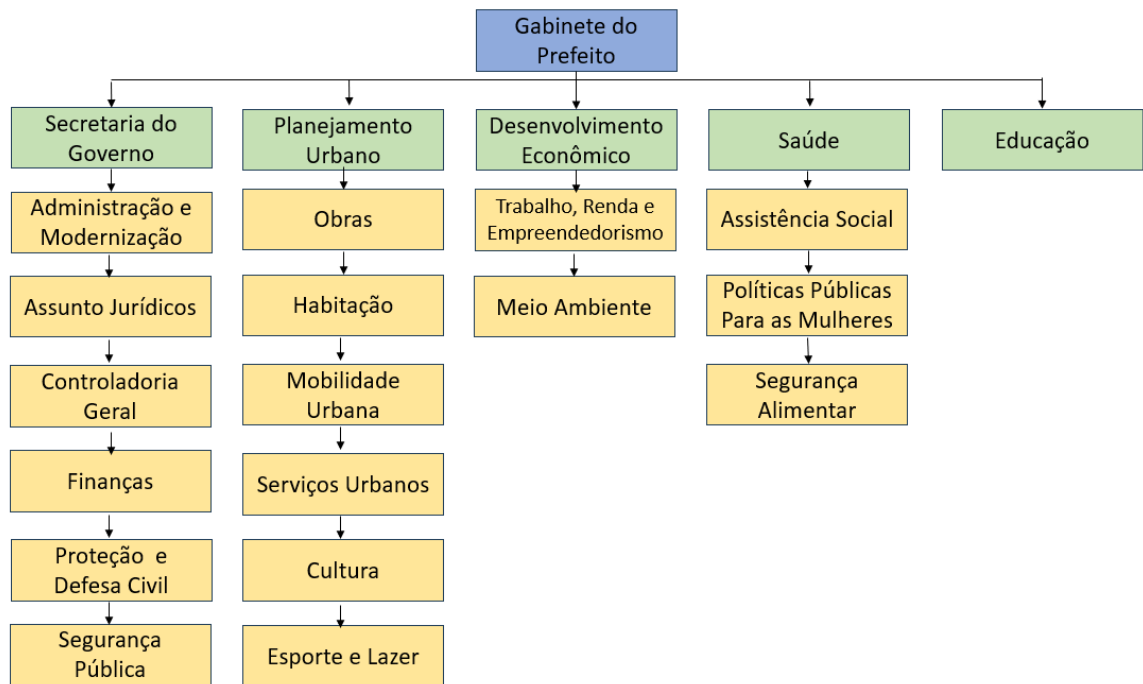 Gabinete do
Prefeito
Secretaria do
Governo
Planejamento
Urbano
Desenvolvimento
Econômico
Saúde
Educação
Administração e
Modernização
Obras
Trabalho, Renda e
Empreendedorismo
Assistência Social
Assunto Jurídicos
Habitação
Meio Ambiente
Políticas Públicas
Para as Mulheres
Controladoria
Geral
Mobilidade
Urbana
Segurança
Alimentar
Finanças
Serviços Urbanos
Proteção e
Defesa Civil
Cultura
Segurança
Pública
Esporte e Lazer